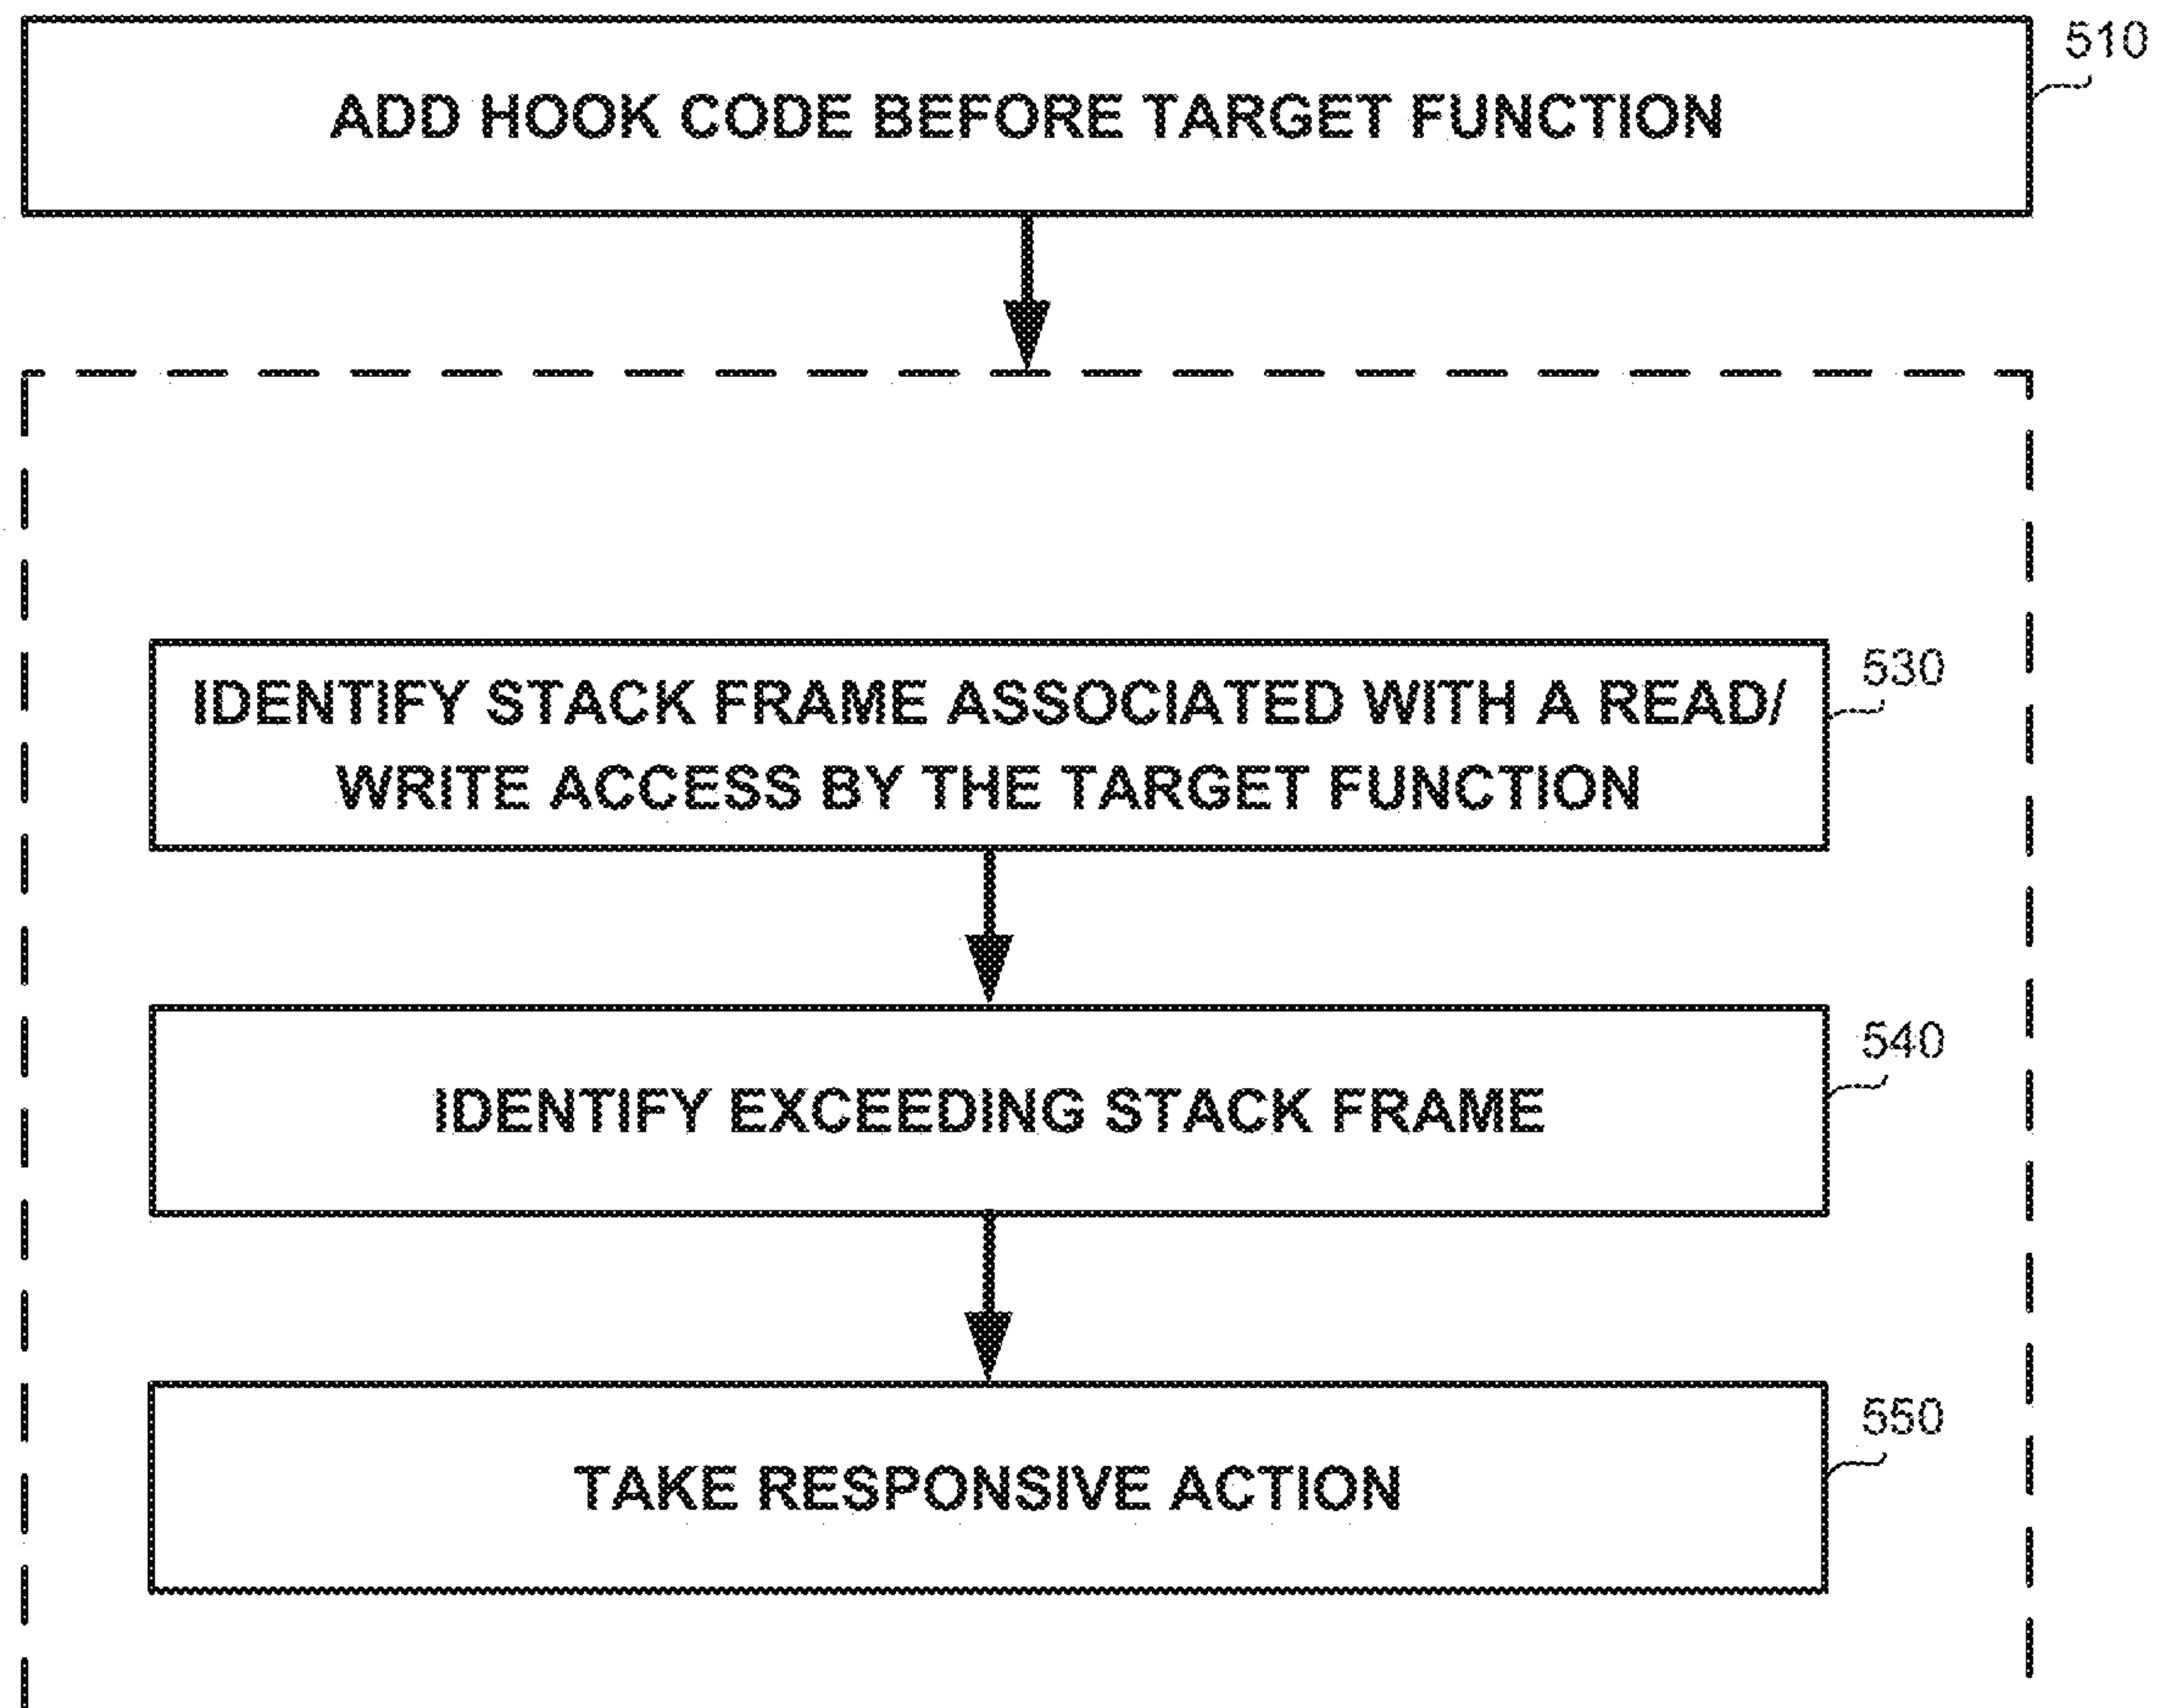 510
ADD HOOK CODE BEFORE TARGET FUNCTION
530
IDENTIFY STACK FRAME ASSOCIATED WITH A READ/
WRITE ACCESS BY THE TARGET FUNCTION
540
IDENTIFY EXCEEDING STACK FRAME
550
TAKE RESPONSIVE ACTION